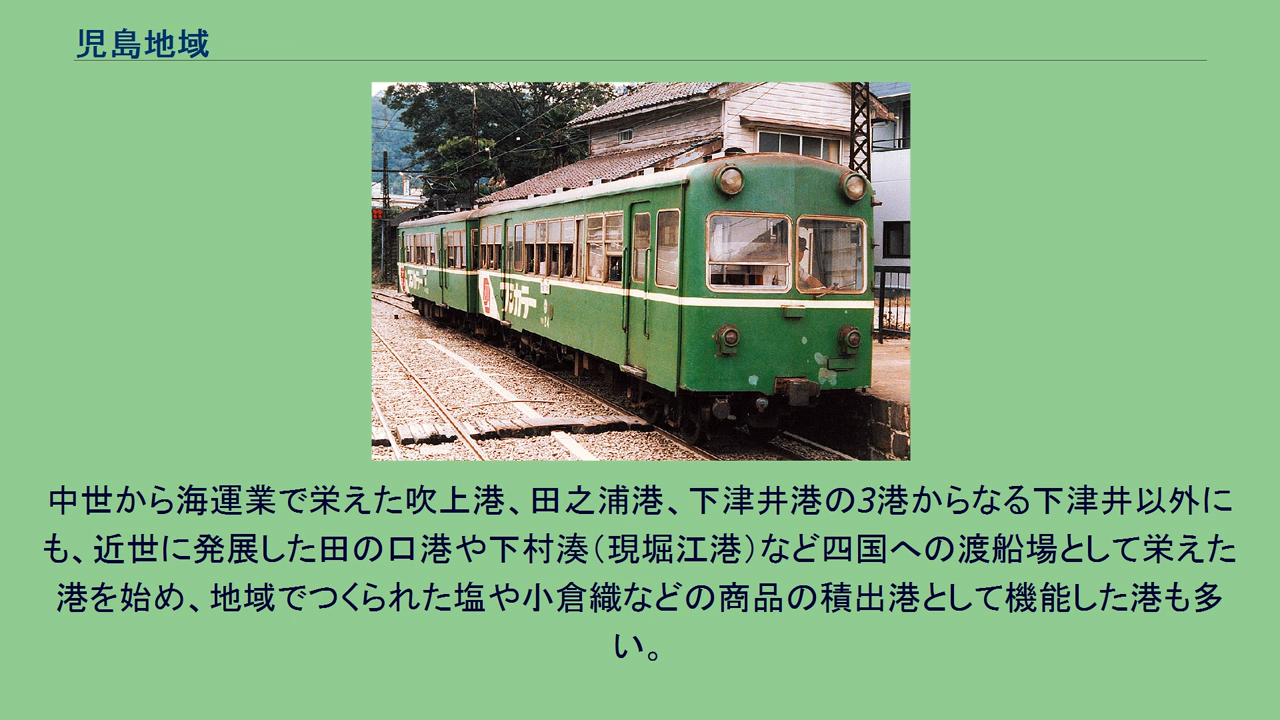 児島地域
フジカラー
中世から海運業で栄えた吹上港、田之浦港、下津井港の3港からなる下津井以外に
も、近世に発展した田の口港や下村湊（現堀江港）など四国への渡船場として栄えた
港を始め、地域でつくられた塩や小倉織などの商品の積出港として機能した港も多
い。